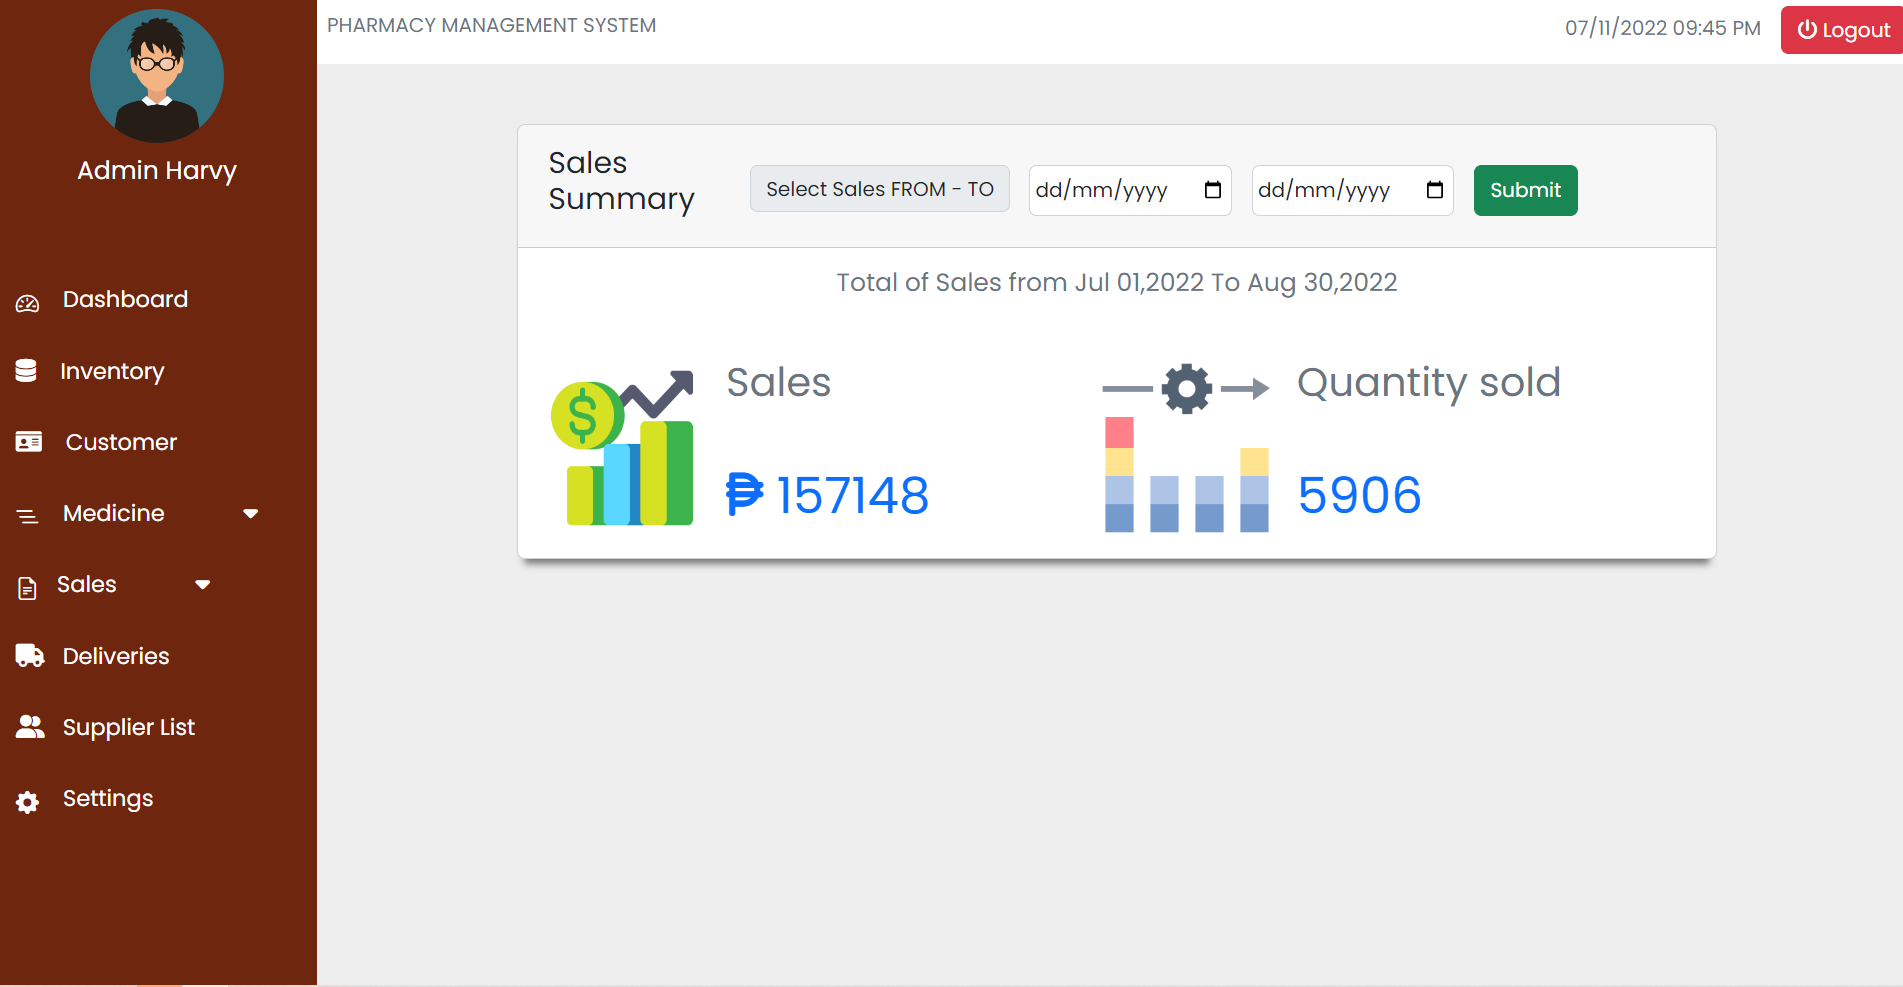 PHARMACY MANAGEMENT SYSTEM
07/11/2022 09:45 PM
Logout
Admin Harvy
Dashboard
Inventory
Customer
Medicine
Sales
Deliveries
Supplier List
Settings
Sales
Summary
Select Sales FROM - TO
dd/mm/yyyy
dd/mm/yyyy
Submit
Total of Sales from Jul 01,2022 To Aug 30,2022
$
Sales
₱ 157148
Quantity sold
5906